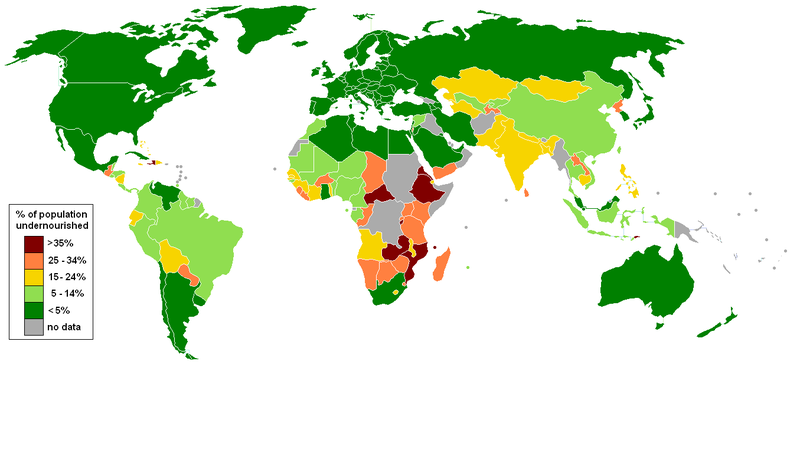 % of population
undernourished
>35%
25 - 34%
15 - 24%
5 - 14%
<5%
no data